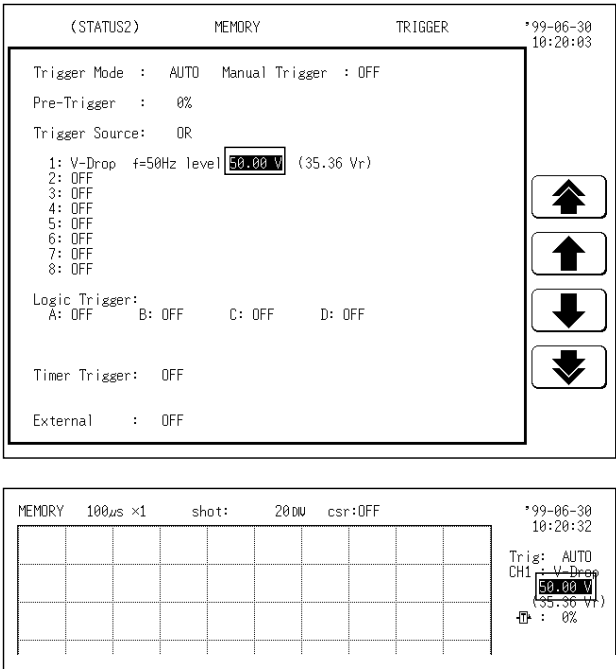 (STATUS2) MEMORY TRIGGER '99-06-30
10:20:03
Trigger Mode : AUTO Manual Trigger : OFF
Pre-Trigger : 0%
Trigger Source: OR
1: V-Drop f=50Hz level 50.00 V (35.36 Vr)
2: OFF
3: OFF
4: OFF
5: OFF
6: OFF
7: OFF
8: OFF
Logic Trigger:
A: OFF B: OFF C: OFF D: OFF
Timer Trigger: OFF
External : OFF
MEMORY 100µs ×1 shot: 20DIV csr:OFF '99-06-30
10:20:32
Trig: AUTO
CH1 : V-Drop
50.00 V
(35.36 Vr)
T : 0%